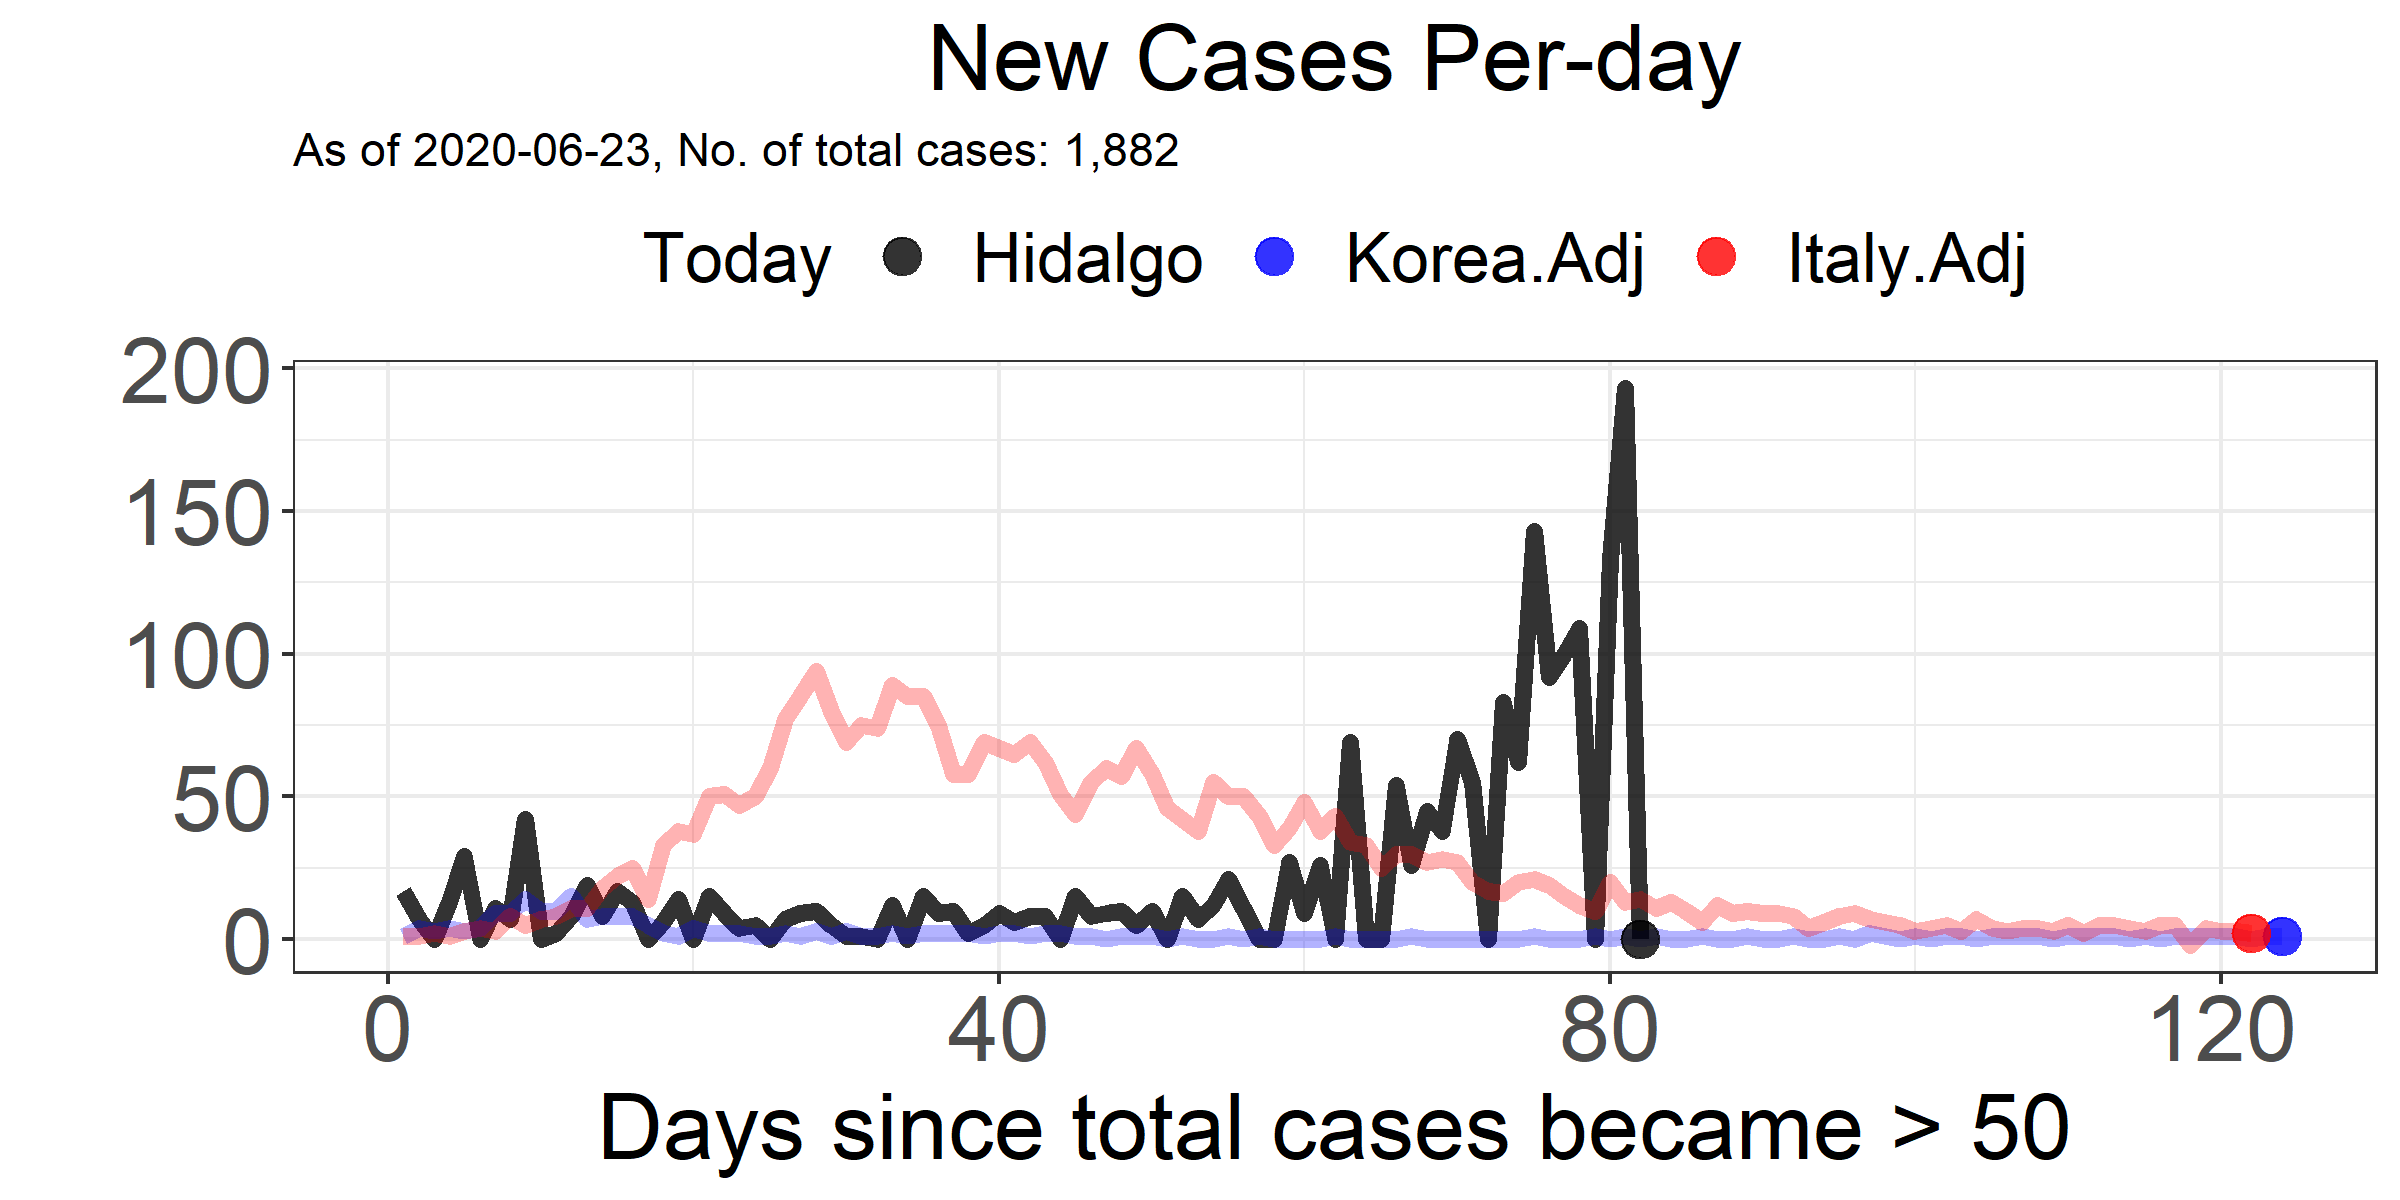 New Cases Per-day
As of 2020-06-23, No. of total cases: 1,882
Today Hidalgo Korea.Adj Italy.Adj
200
150
100
50
0
0 40 80 120
Days since total cases became > 50